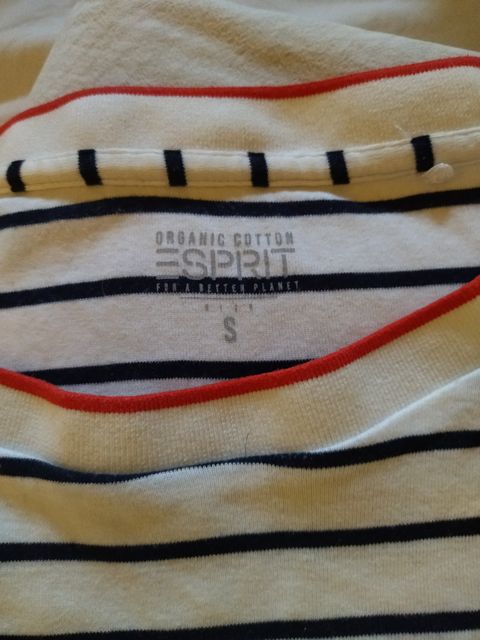 ORGANIC COTTON
ESPRIT
FOR A BETTER PLANET
S